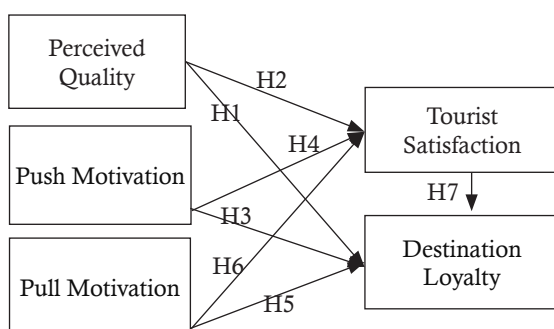 Perceived
Quality
H2
H1
Tourist
Satisfaction
Push Motivation
H4
H7
H3
Destination
Loyalty
Pull Motivation
H6
H5